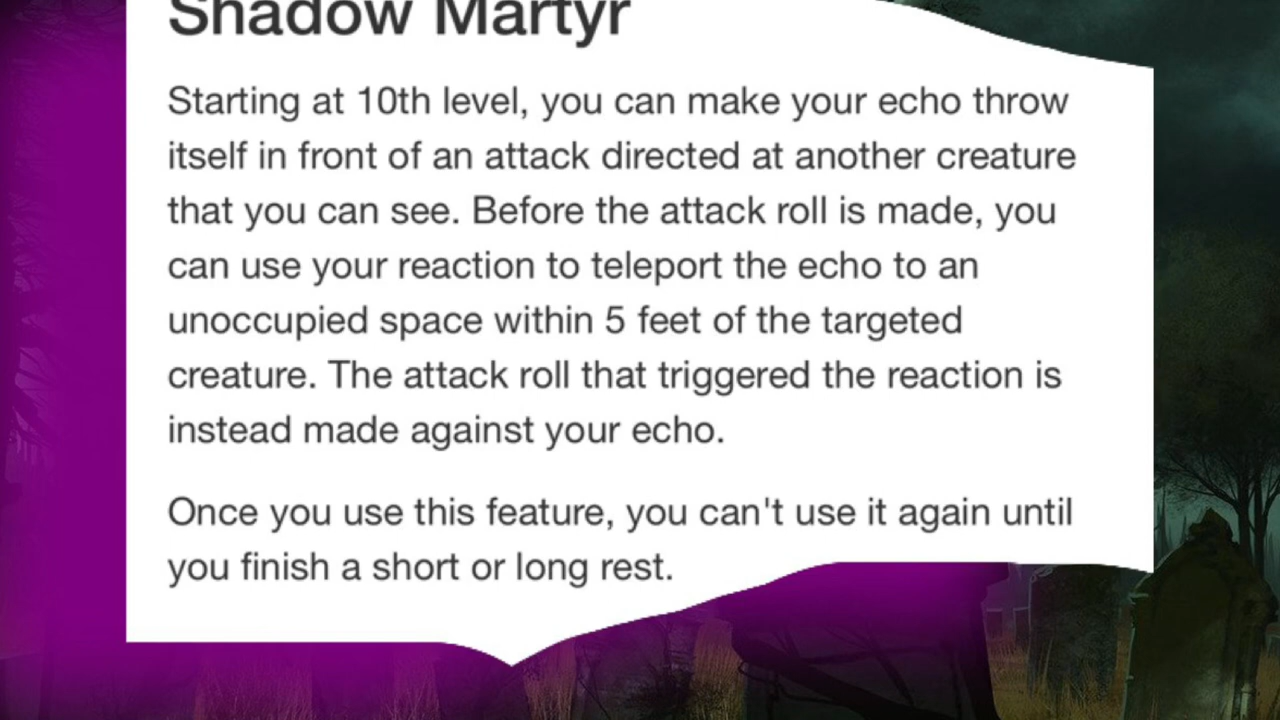 Shadow Martyr
Starting at 10th level, you can make your echo throw
itself in front of an attack directed at another creature
that you can see. Before the attack roll is made, you
can use your reaction to teleport the echo to an
unoccupied space within 5 feet of the targeted
creature. The attack roll that triggered the reaction is
instead made against your echo.
Once you use this feature, you can't use it again until
you finish a short or long rest.